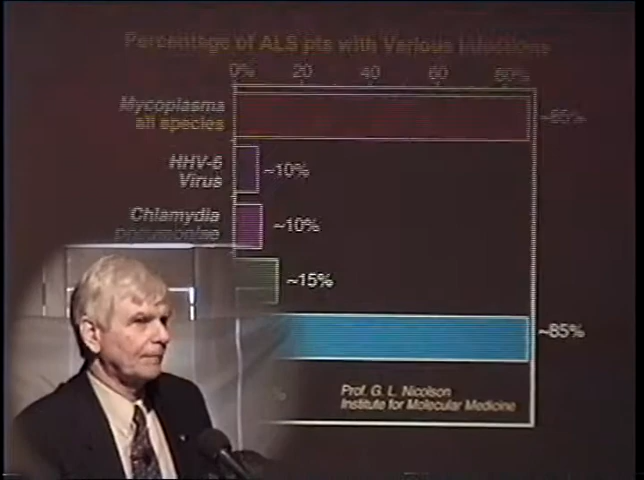 Percentage of ALS pts with Various Infections
0% 20 40 60 80%
Mycoplasma
all species
~85%
HHV-6
Virus
~10%
Chlamydia
pneumoniae
~10%
~15%
~85%
Prof. G. L. Nicolson
Institute for Molecular Medicine